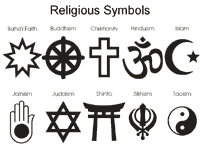 Religious Symbols
Baha'i Faith Buddhism Christianity Hinduism Islam
Jainism Judaism Shinto Sikhism Taoism